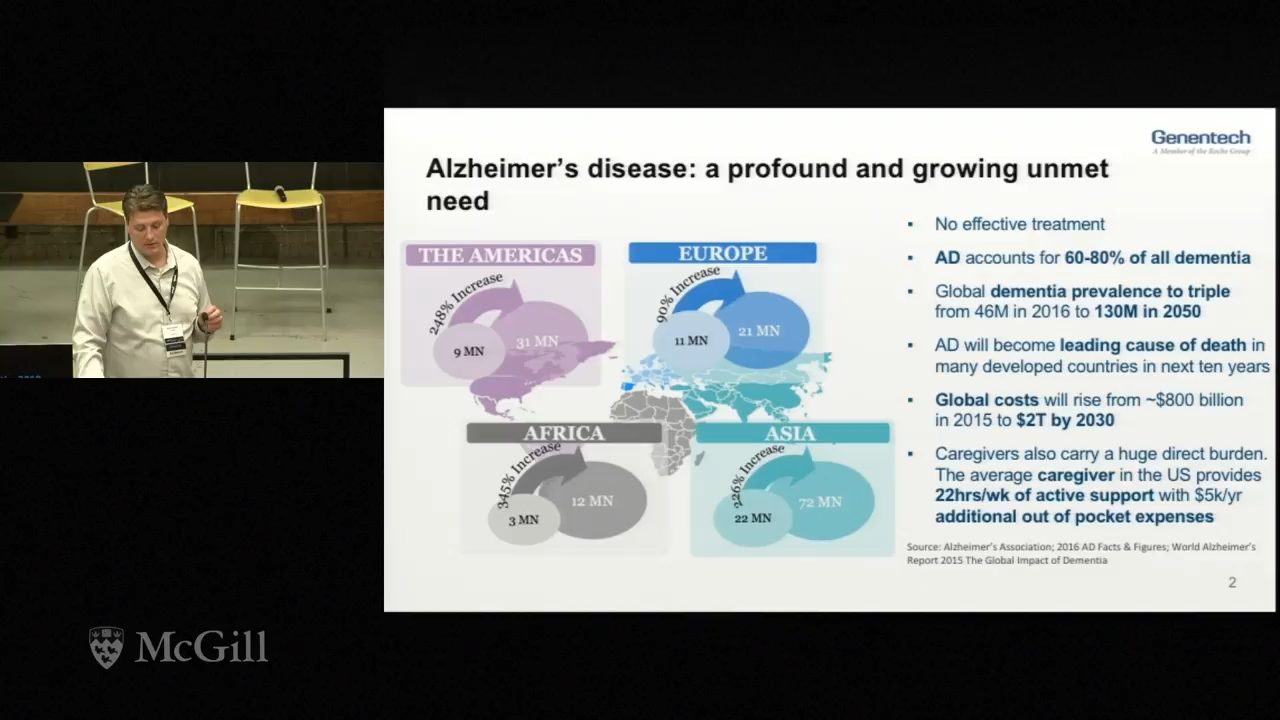 Genentech
A Member of the Roche Group
Alzheimer's disease: a profound and growing unmet
need
THE AMERICAS
248% Increase
9 MN
31 MN
EUROPE
90% Increase
11 MN
21 MN
AFRICA
345% Increase
3 MN
12 MN
ASIA
226% Increase
22 MN
72 MN
▪ No effective treatment
▪ AD accounts for 60-80% of all dementia
▪ Global dementia prevalence to triple
from 46M in 2016 to 130M in 2050
▪ AD will become leading cause of death in
many developed countries in next ten years
▪ Global costs will rise from ~$800 billion
in 2015 to $2T by 2030
▪ Caregivers also carry a huge direct burden.
The average caregiver in the US provides
22hrs/wk of active support with $5k/yr
additional out of pocket expenses
Source: Alzheimer's Association; 2016 AD Facts & Figures; World Alzheimer's
Report 2015 The Global Impact of Dementia
2
McGill